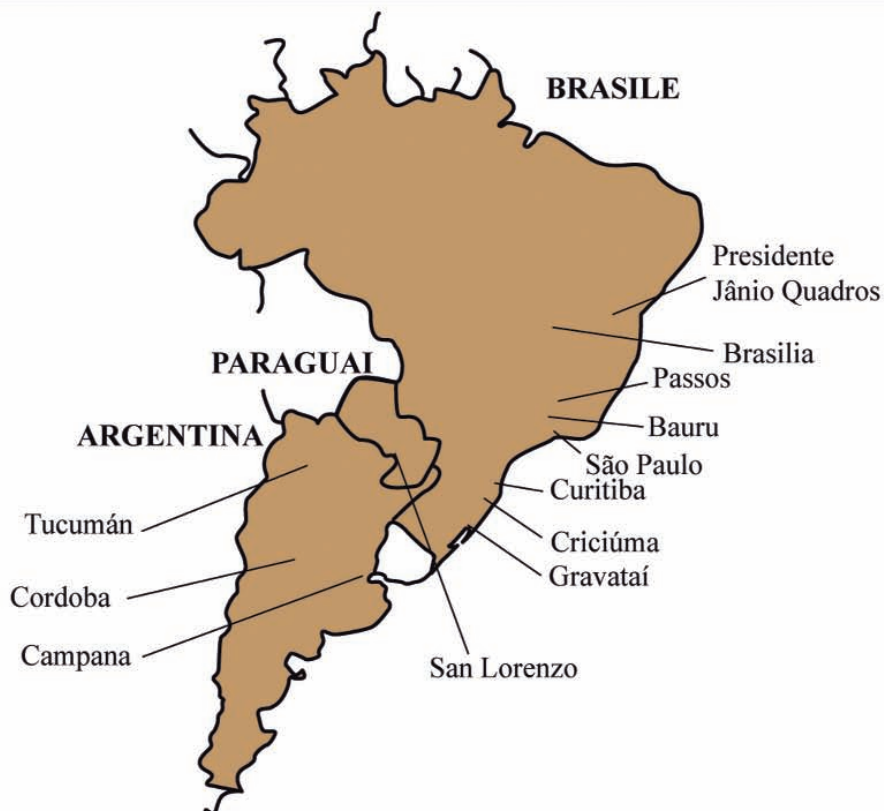 BRASILE
Presidente
Jânio Quadros
Brasilia
PARAGUAI
Passos
ARGENTINA
Bauru
São Paulo
Curitiba
Tucumán
Criciúma
Gravataí
Cordoba
Campana
San Lorenzo